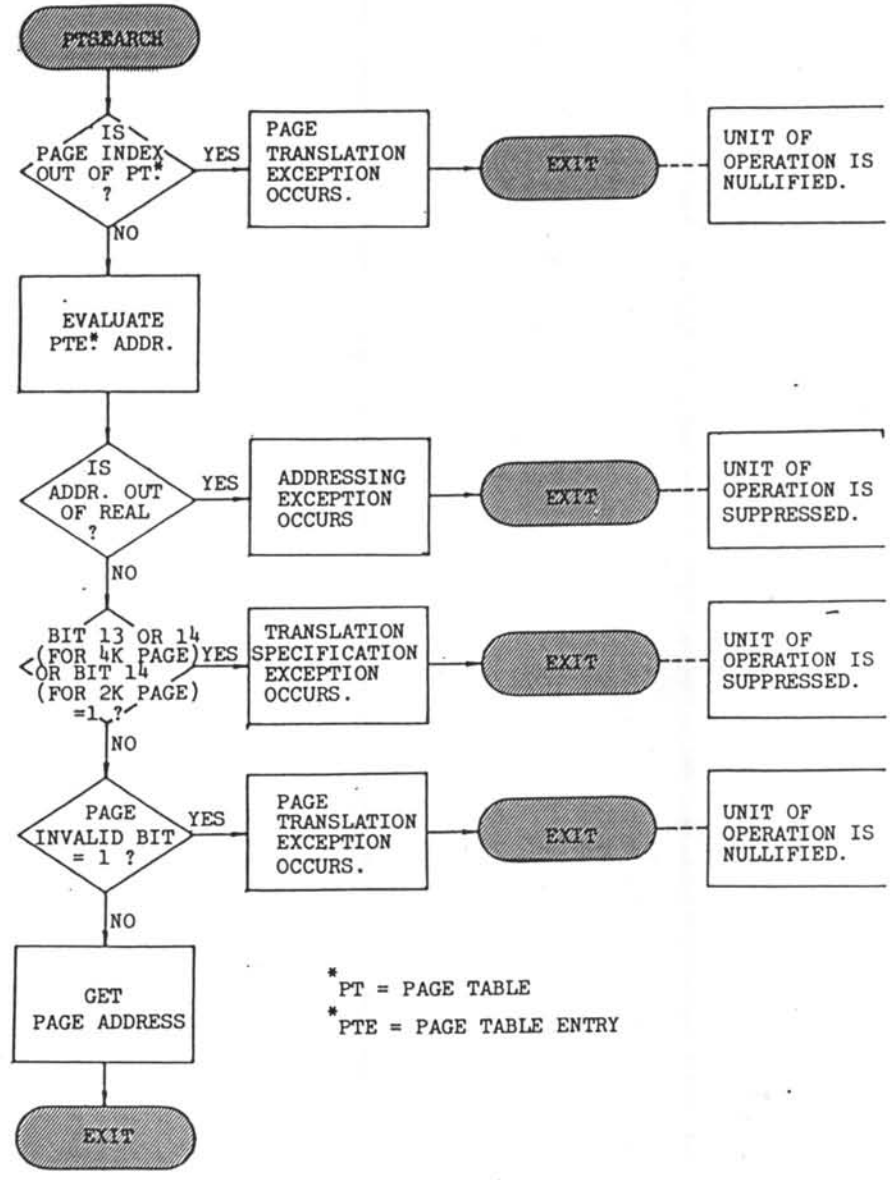 PTSEARCH
IS
PAGE INDEX
OUT OF PT.*
?
YES
PAGE
TRANSLATION
EXCEPTION
OCCURS.
EXIT
UNIT OF
OPERATION IS
NULLIFIED.
NO
EVALUATE
PTE.* ADDR.
IS
ADDR. OUT
OF REAL
?
YES
ADDRESSING
EXCEPTION
OCCURS
EXIT
UNIT OF
OPERATION IS
SUPPRESSED.
NO
BIT 13 OR 14
(FOR 4K PAGE)
OR BIT 14
(FOR 2K PAGE)
=1 ?
YES
TRANSLATION
SPECIFICATION
EXCEPTION
OCCURS.
EXIT
UNIT OF
OPERATION IS
SUPPRESSED.
NO
PAGE
INVALID BIT
= 1 ?
YES
PAGE
TRANSLATION
EXCEPTION
OCCURS.
EXIT
UNIT OF
OPERATION IS
NULLIFIED.
NO
GET
PAGE ADDRESS
*PT = PAGE TABLE
*PTE = PAGE TABLE ENTRY
EXIT